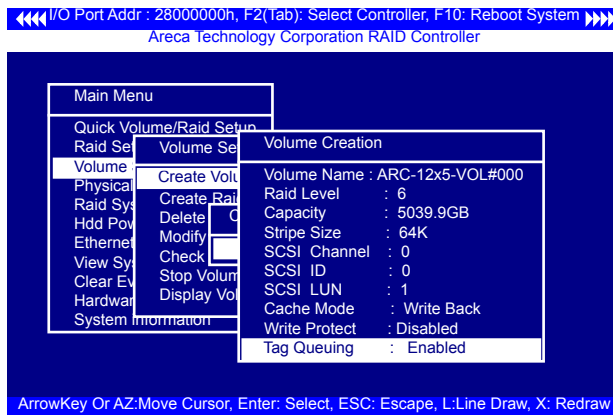 I/O Port Addr : 28000000h, F2(Tab): Select Controller, F10: Reboot System
Areca Technology Corporation RAID Controller
Main Menu
Quick Volume/Raid Setup
Raid Se
Volume
Physical
Raid Sys
Hdd Pow
Ethernet
View Sys
Clear Ev
Hardwar
System Information
Volume Se
Create Volu
Create Rai
Delete
Modify
Check
Stop Volum
Display Vol
C
Volume Creation
Volume Name : ARC-12x5-VOL#000
Raid Level : 6
Capacity : 5039.9GB
Stripe Size : 64K
SCSI Channel : 0
SCSI ID : 0
SCSI LUN : 1
Cache Mode : Write Back
Write Protect : Disabled
Tag Queuing : Enabled
ArrowKey Or AZ:Move Cursor, Enter: Select, ESC: Escape, L:Line Draw, X: Redraw